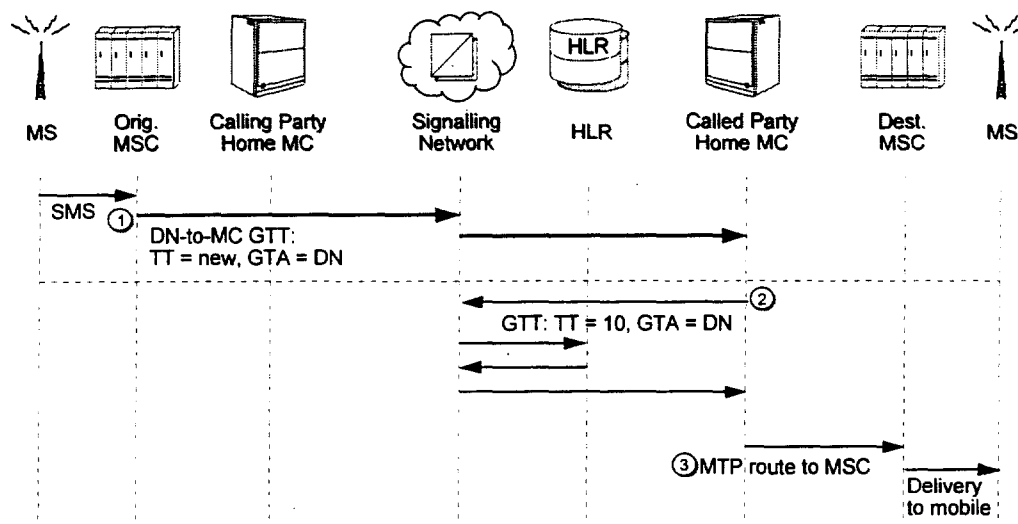 HLR
MS
Orig.
MSC
Calling Party
Home MC
Signalling
Network
HLR
Called Party
Home MC
Dest.
MSC
MS
SMS
1
DN-to-MC GTT:
TT = new, GTA = DN
2
GTT: TT = 10, GTA = DN
3 MTP route to MSC
Delivery
to mobile